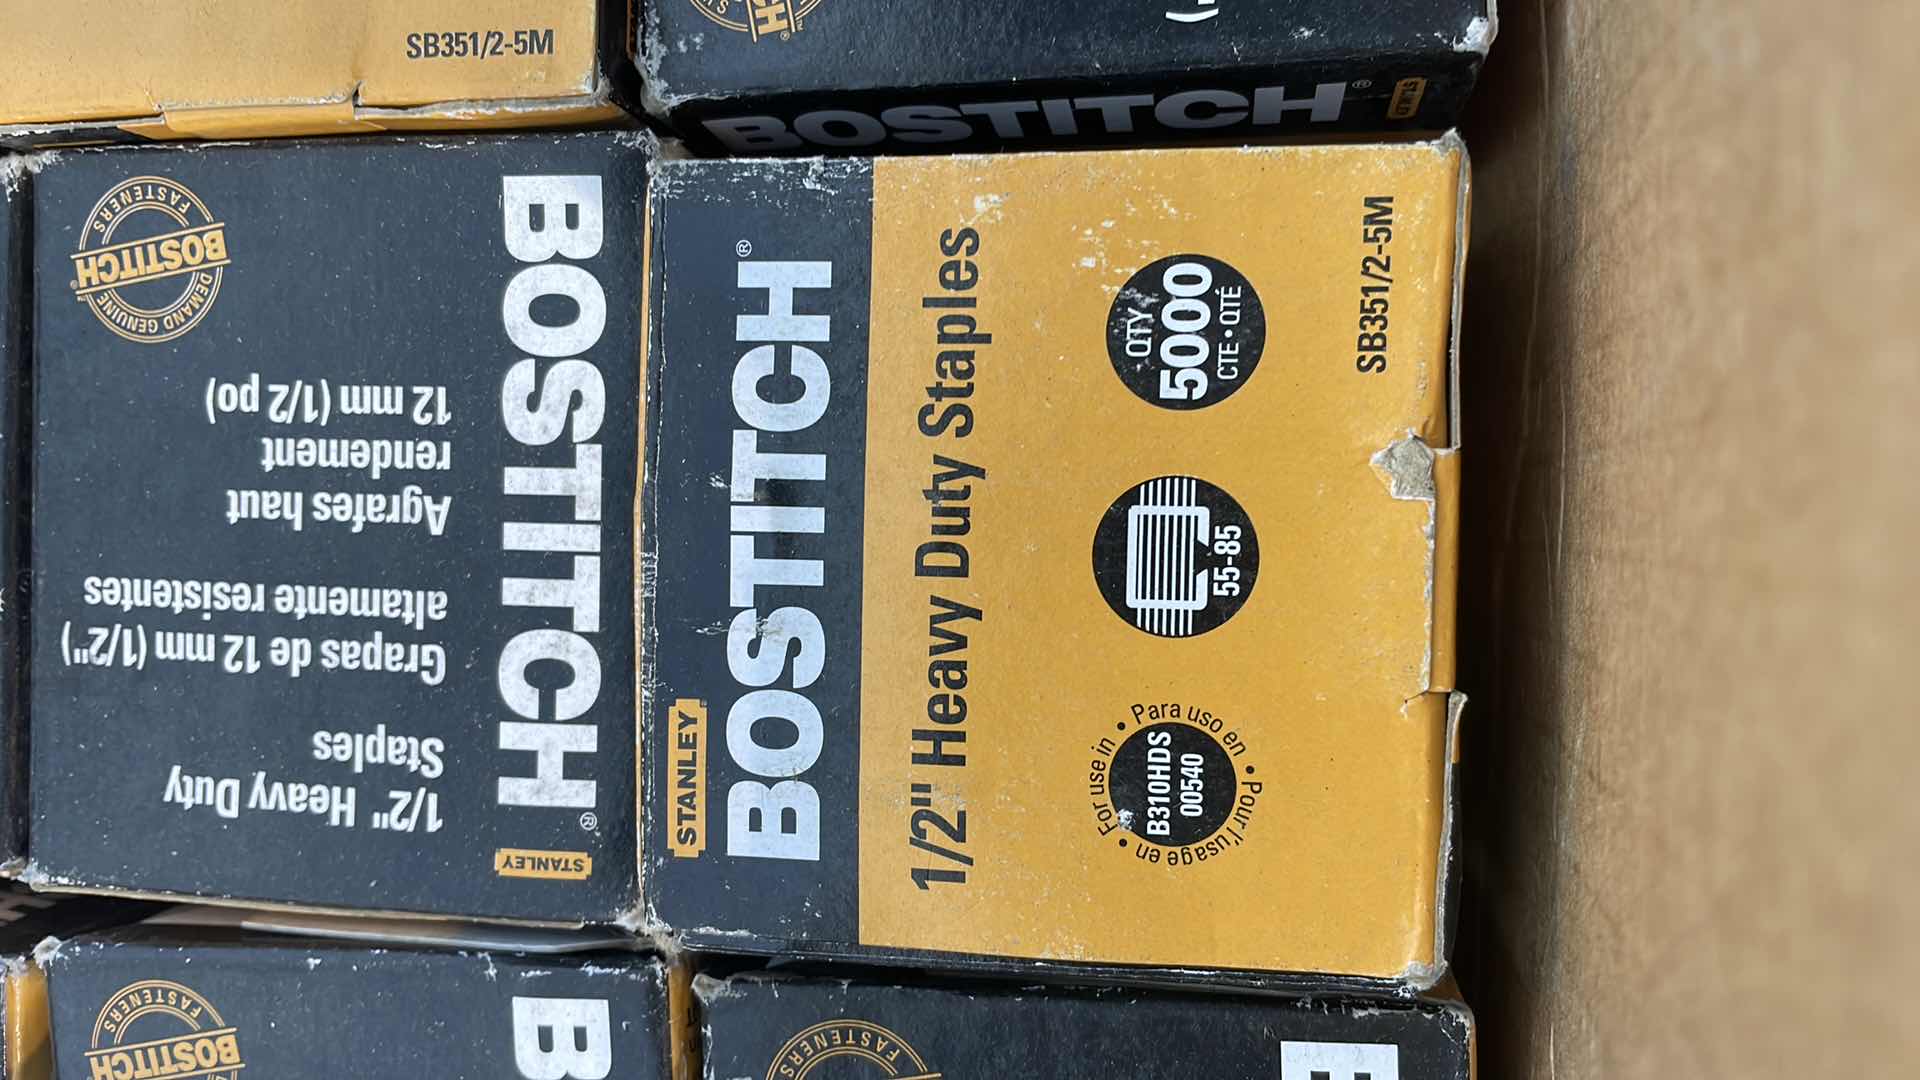 SB351/2-5M
BOSTITCH®
STANLEY
BOSTITCH®
1/2" Heavy Duty Staples
For use in • Para uso en • Pour l'usage en •
B310HDS
00540
55-85
QTY
5000
CTE • QTÉ
SB351/2-5M
STANLEY
BOSTITCH®
1/2" Heavy Duty
Staples
Grapas de 12 mm (1/2")
altamente resistentes
Agrafes haut
rendement
12 mm (1/2 po)
DEMAND GENUINE
BOSTITCH®
FASTENERS
FASTENERS
BOSTITCH
B
FASTENERS